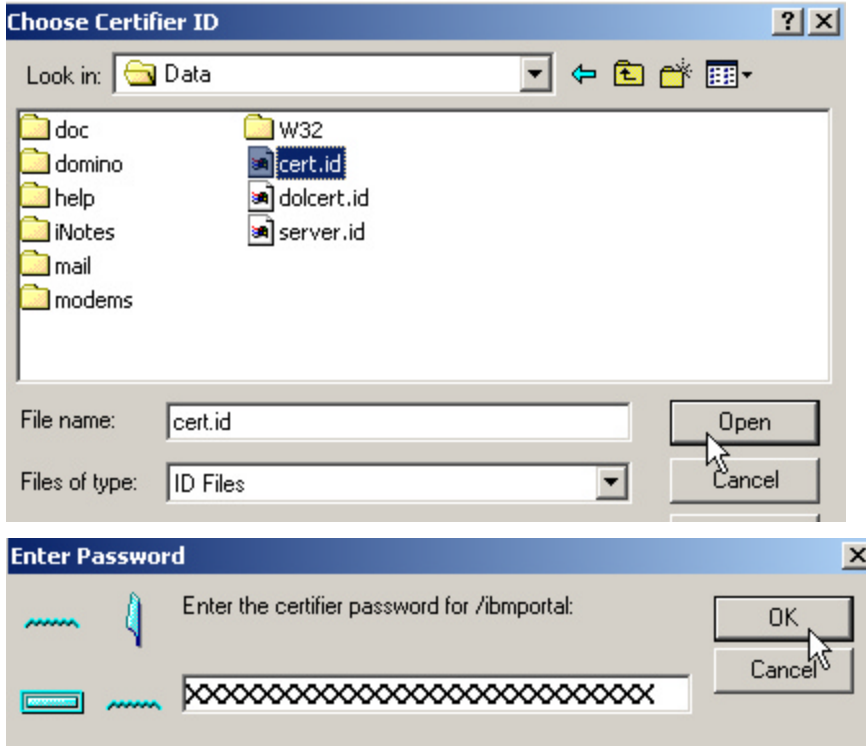 Choose Certifier ID
Look in: Data
doc W32
domino cert.id
help dolcert.id
iNotes server.id
mail
modems
File name: cert.id Open
Files of type: ID Files Cancel
Enter Password
Enter the certifier password for /ibmportal: OK
Cancel
XXXXXXXXXXXXXXXXXXXXXXXXXXXX